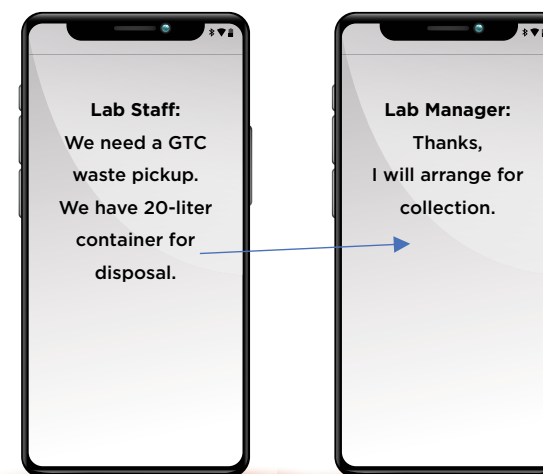 Lab Staff:
We need a GTC
waste pickup.
We have 20-liter
container for
disposal.
Lab Manager:
Thanks,
I will arrange for
collection.